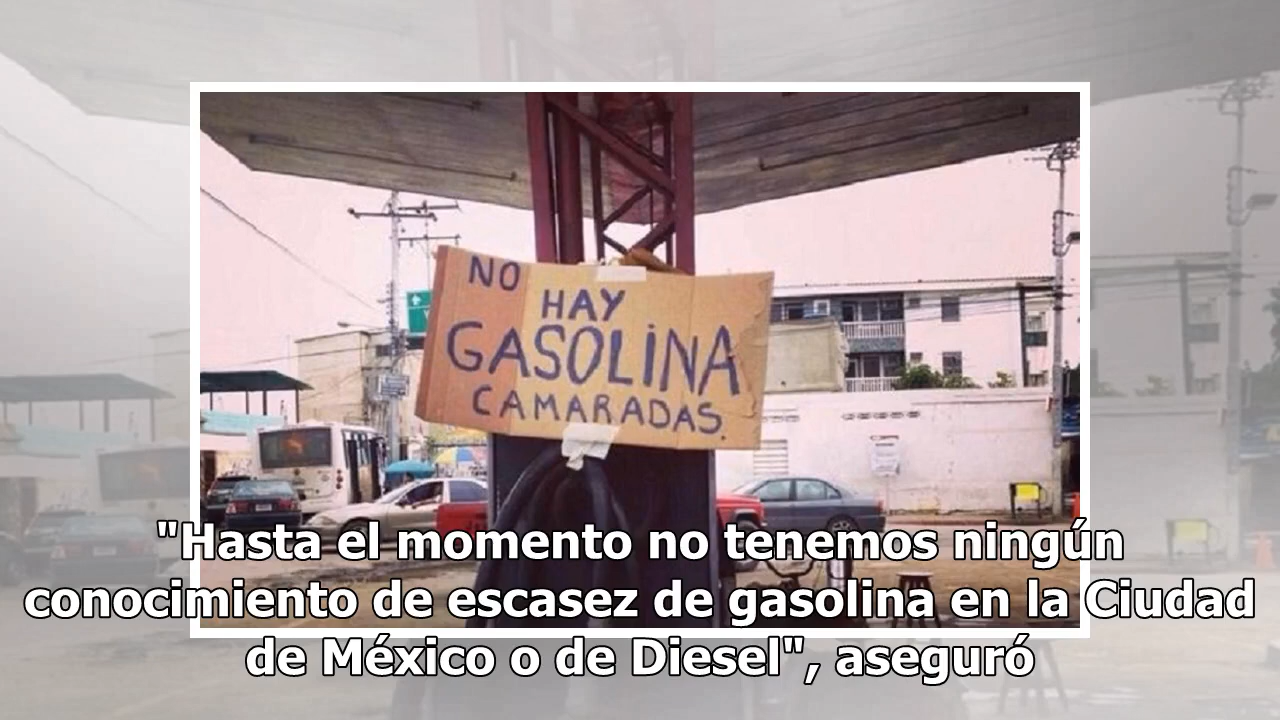 NO
HAY
GASOLINA
CAMARADAS.
"Hasta el momento no tenemos ningún
conocimiento de escasez de gasolina en la Ciudad
de México o de Diesel", aseguró